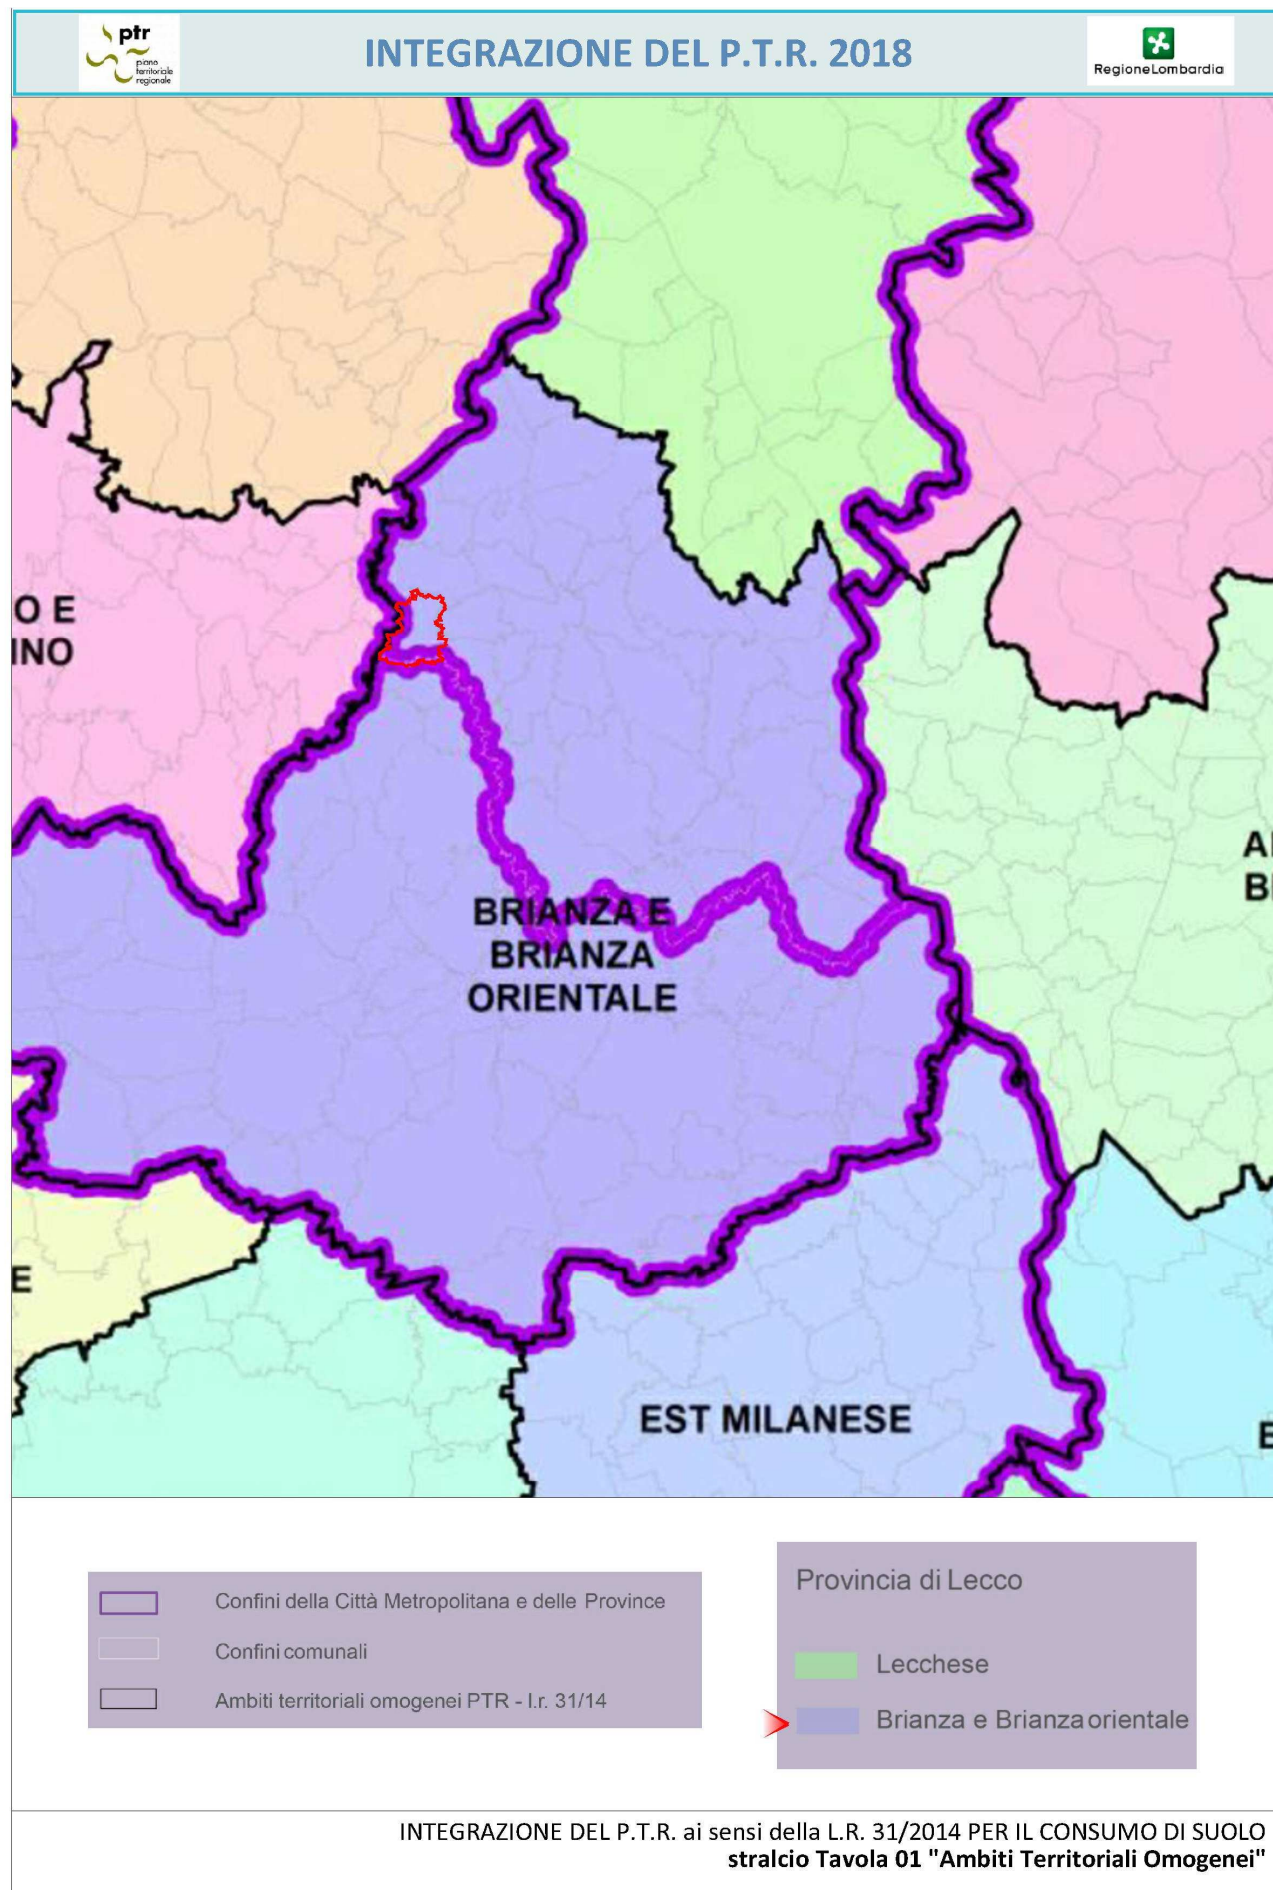 ptr
piano
territoriale
regionale
INTEGRAZIONE DEL P.T.R. 2018
RegioneLombardia
O E
INO
BRIANZA E
BRIANZA
ORIENTALE
E
EST MILANESE
Confini della Città Metropolitana e delle Province
Confini comunali
Ambiti territoriali omogenei PTR - l.r. 31/14
Provincia di Lecco
Lecchese
Brianza e Brianza orientale
INTEGRAZIONE DEL P.T.R. ai sensi della L.R. 31/2014 PER IL CONSUMO DI SUOLO
stralcio Tavola 01 "Ambiti Territoriali Omogenei"